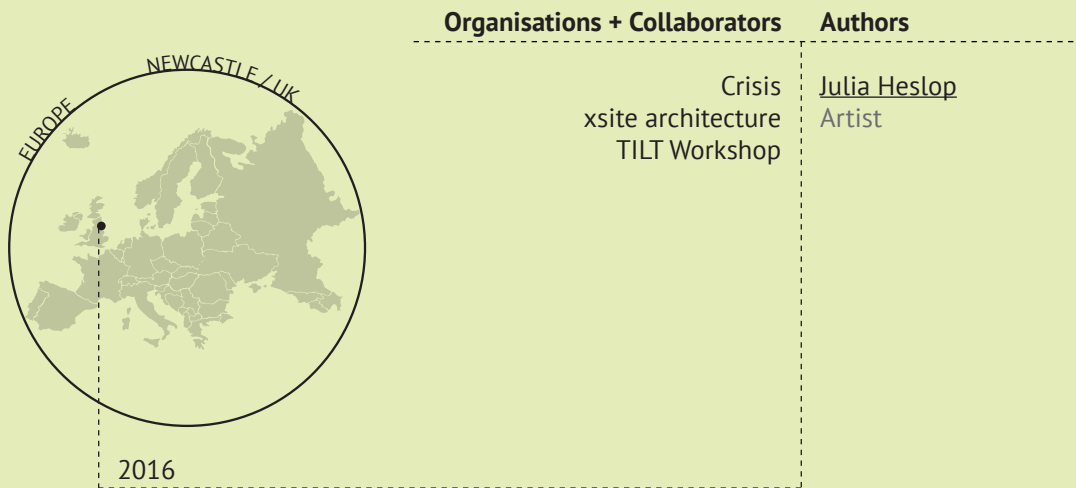 Organisations + Collaborators
Authors
NEWCASTLE / UK
EUROPE
Crisis
xsite architecture
TILT Workshop
Julia Heslop
Artist
2016